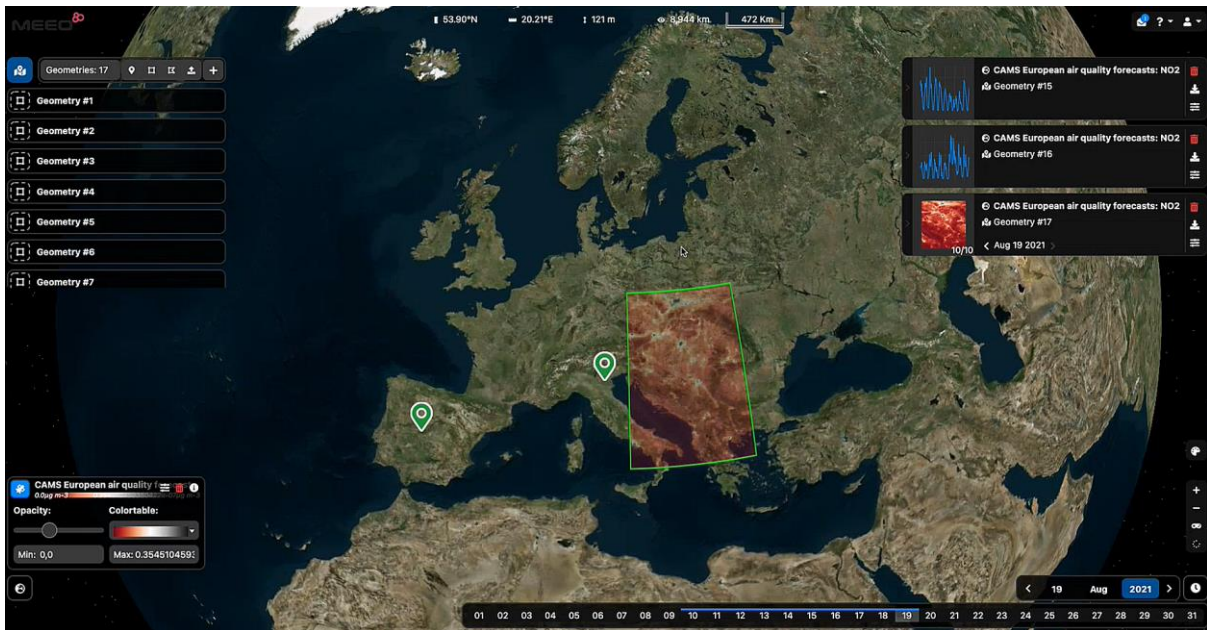 MEEO
53.90°N 20.21°E 121 m 8,944 km. 472 Km
?
Geometries: 17
Geometry #1
Geometry #2
Geometry #3
Geometry #4
Geometry #5
Geometry #6
Geometry #7
CAMS European air quality forecasts: NO2
Geometry #15
CAMS European air quality forecasts: NO2
Geometry #16
CAMS European air quality forecasts: NO2
Geometry #17
10/10
Aug 19 2021
CAMS European air quality
0.0µg m-3
Opacity: Colortable:
Min: 0,0 Max: 0.354510459
19 Aug 2021
01 02 03 04 05 06 07 08 09 10 11 12 13 14 15 16 17 18 19 20 21 22 23 24 25 26 27 28 29 30 31